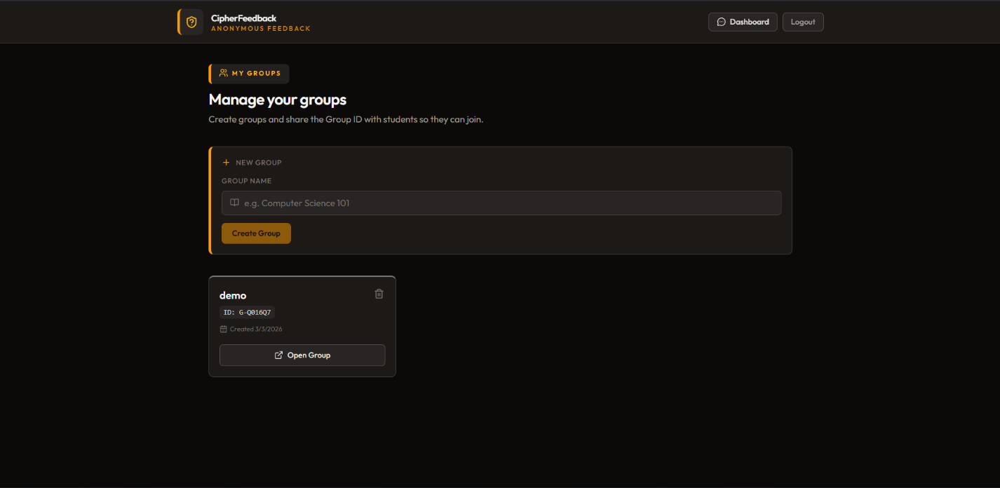 CipherFeedback
ANONYMOUS FEEDBACK
Dashboard
Logout
MY GROUPS
Manage your groups
Create groups and share the Group ID with students so they can join.
NEW GROUP
GROUP NAME
e.g. Computer Science 101
Create Group
demo
ID: G-Q016Q7
Created 3/3/2026
Open Group